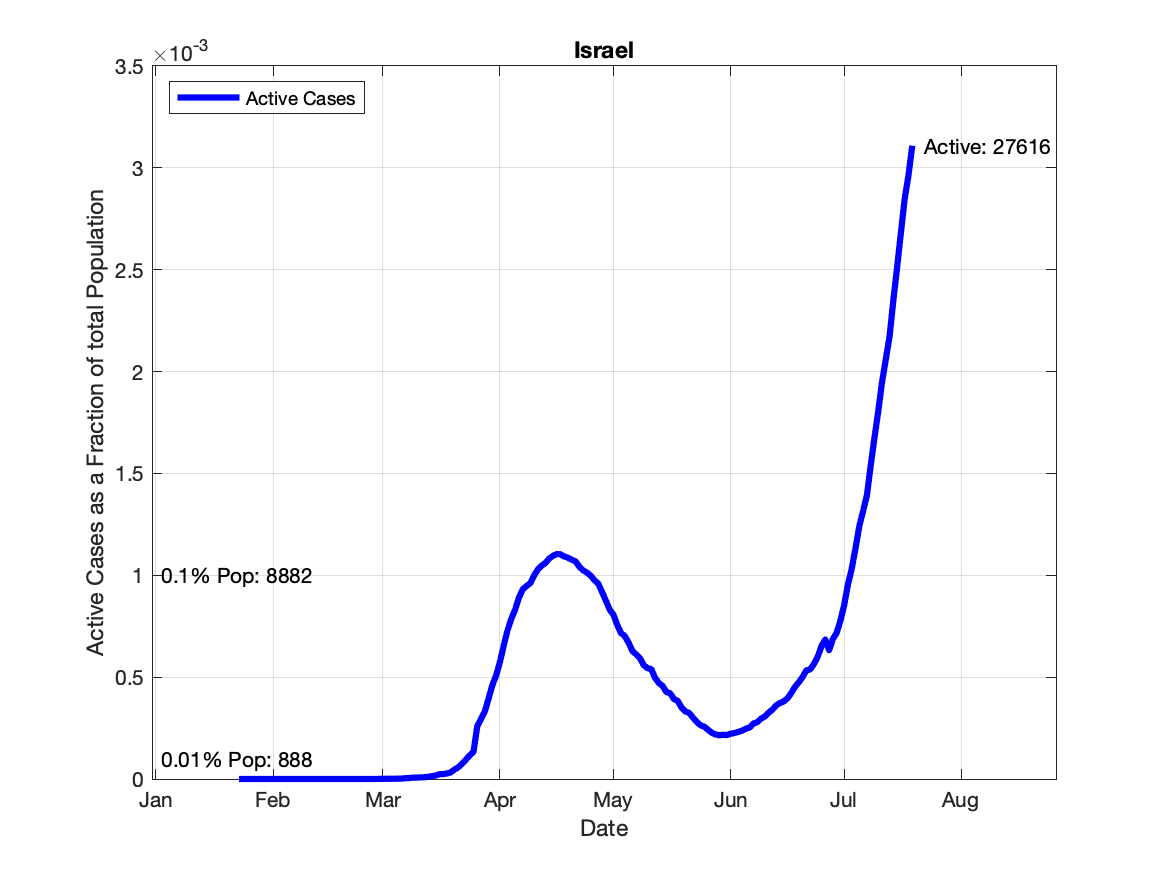 Israel
×10-3
3.5
3
2.5
2
1.5
1
0.5
0
Active Cases as a Fraction of total Population
Active Cases
Active: 27616
0.1% Pop: 8882
0.01% Pop: 888
Jan Feb Mar Apr May Jun Jul Aug
Date